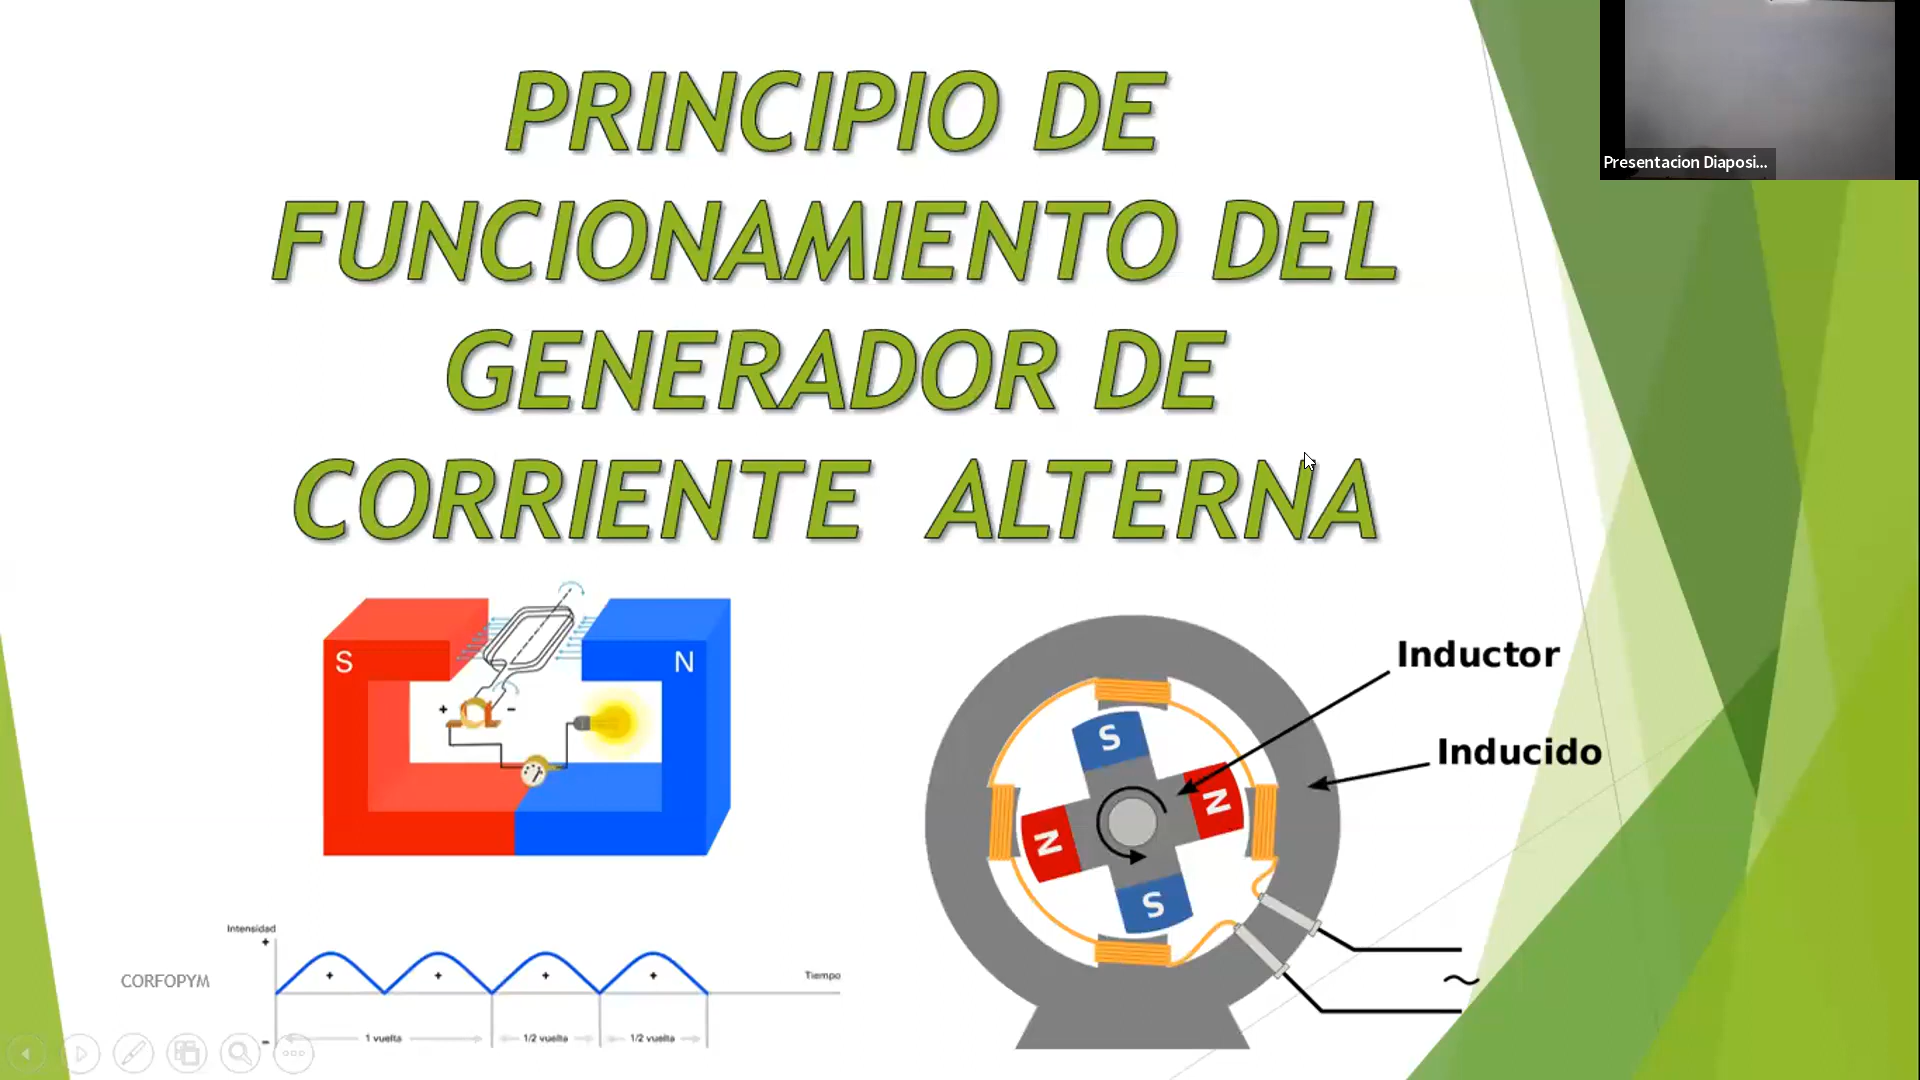 PRINCIPIO DE
FUNCIONAMIENTO DEL
GENERADOR DE
CORRIENTE ALTERNA
Presentacion Diaposi...
S
N
+
-
Inductor
Inducido
S
N
N
S
~
Intensidad
+
+
+
+
+
Tiempo
-
1 vuelta
1/2 vuelta
1/2 vuelta
CORFOPYM